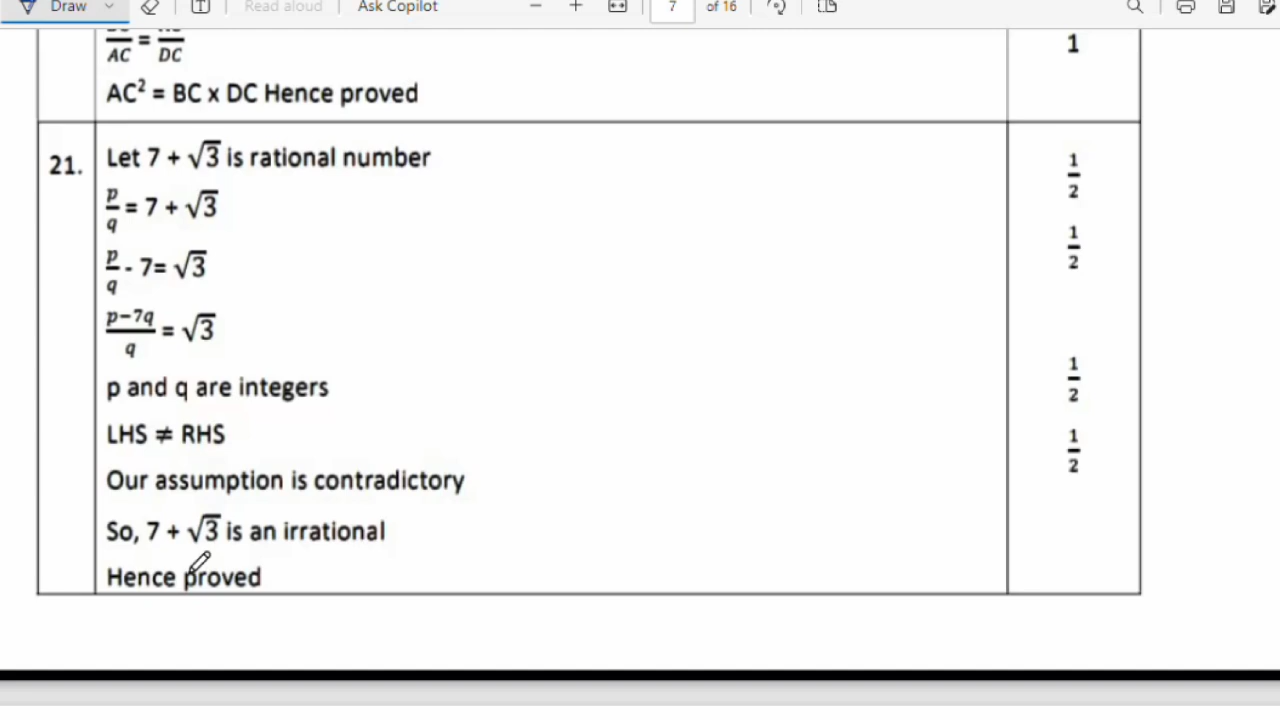 Draw Read aloud Ask Copilot − + 7 of 16
AC = DC
1
AC² = BC x DC Hence proved
21.
Let 7 + √3 is rational number
1/2
p/q = 7 + √3
1/2
p/q - 7= √3
p−7q/q = √3
p and q are integers
1/2
LHS ≠ RHS
1/2
Our assumption is contradictory
So, 7 + √3 is an irrational
Hence proved